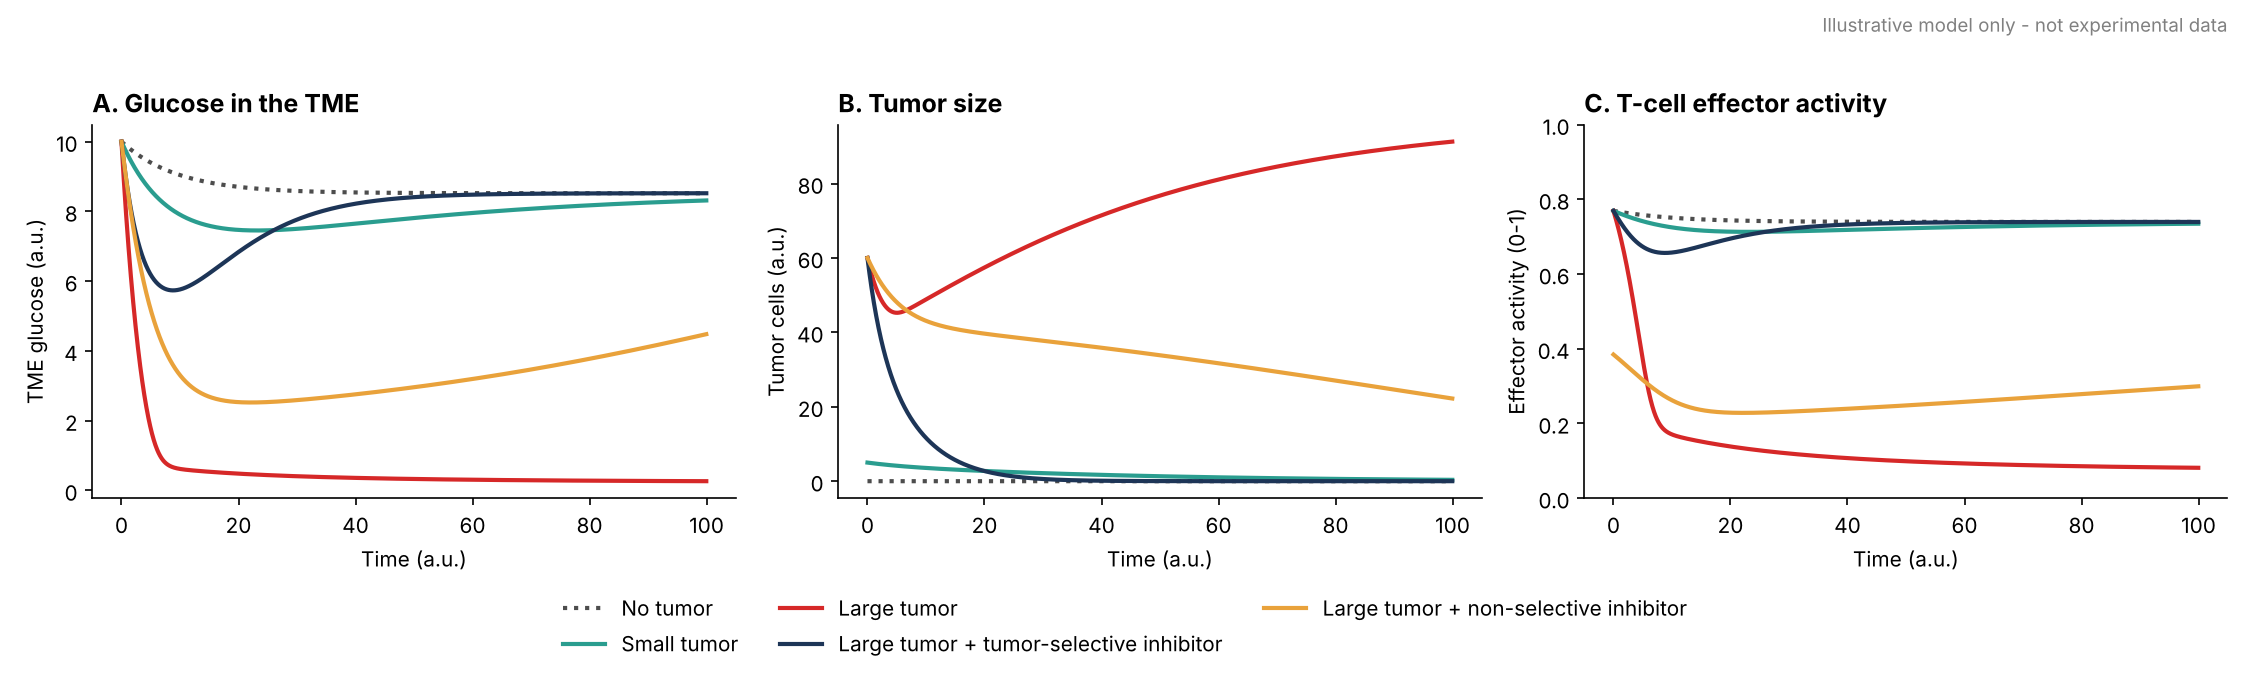 Illustrative model only - not experimental data
A. Glucose in the TME
TME glucose (a.u.)
10
8
6
4
2
0
0 20 40 60 80 100
Time (a.u.)
B. Tumor size
Tumor cells (a.u.)
80
60
40
20
0
0 20 40 60 80 100
Time (a.u.)
C. T-cell effector activity
Effector activity (0–1)
1.0
0.8
0.6
0.4
0.2
0.0
0 20 40 60 80 100
Time (a.u.)
No tumor
Small tumor
Large tumor
Large tumor + tumor-selective inhibitor
Large tumor + non-selective inhibitor